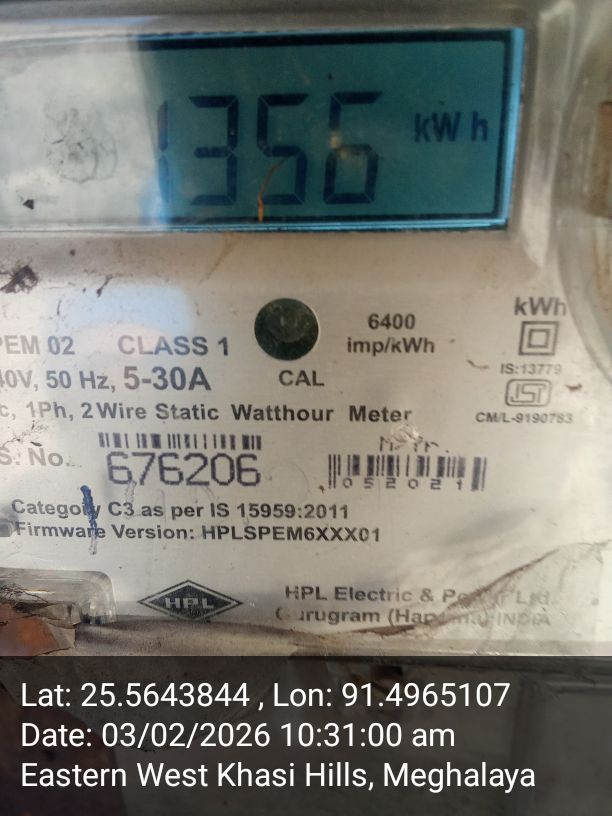 1356 kWh
kWh
6400
imp/kWh
PEM 02 CLASS 1
40V, 50 Hz, 5-30A
CAL
IS:13779
CM/L-9190783
c, 1Ph, 2 Wire Static Watthour Meter
S. No.
676206
M. Yr.
052021
Category C3 as per IS 15959:2011
Firmware Version: HPLSPEM6XXX01
HPL
HPL Electric & Ltd.
Gurugram INDIA
Lat: 25.5643844 , Lon: 91.4965107
Date: 03/02/2026 10:31:00 am
Eastern West Khasi Hills, Meghalaya